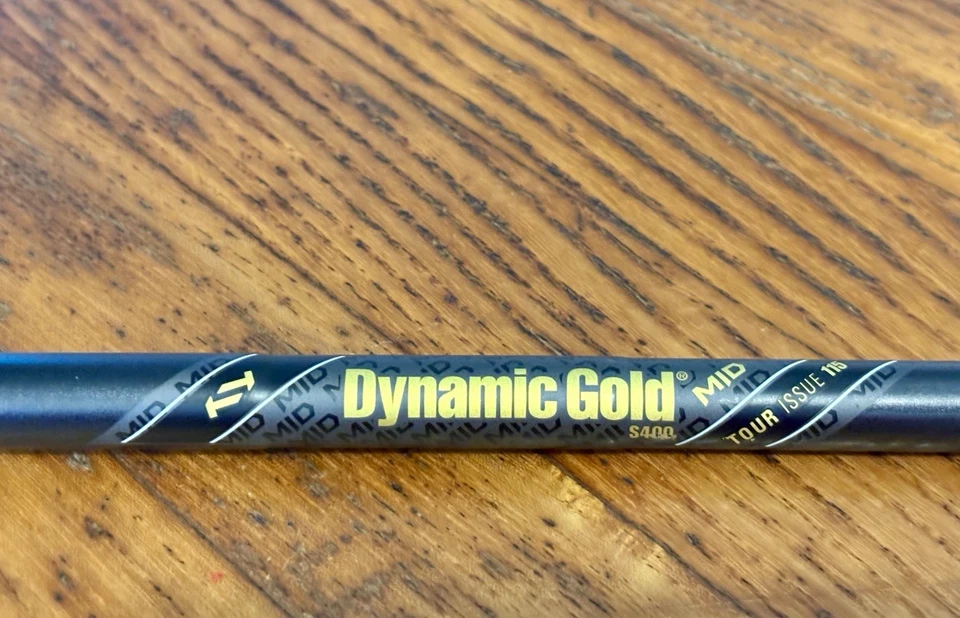 Dynamic Gold®
S400
MID
TOUR ISSUE 115